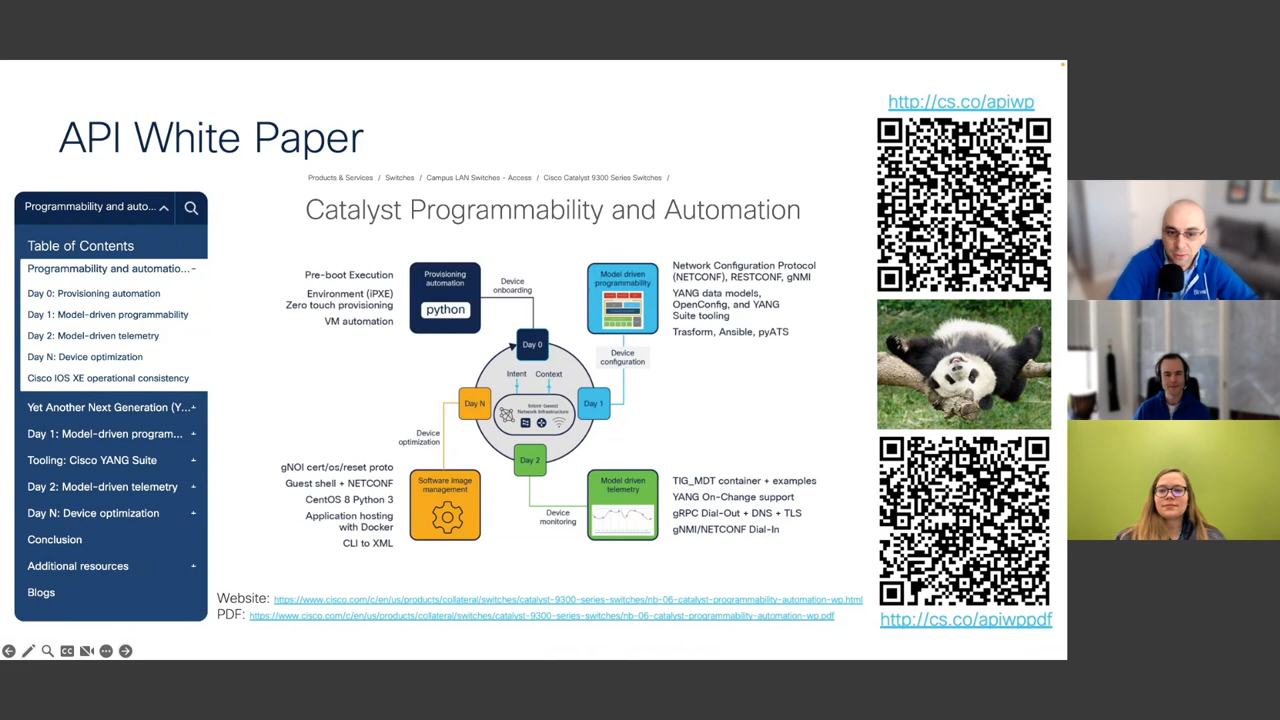 API White Paper
Programmability and auto...
Table of Contents
Programmability and automatio... -
Day 0: Provisioning automation
Day 1: Model-driven programmability
Day 2: Model-driven telemetry
Day N: Device optimization
Cisco IOS XE operational consistency
Yet Another Next Generation (Y... +
Day 1: Model-driven program... +
Tooling: Cisco YANG Suite +
Day 2: Model-driven telemetry +
Day N: Device optimization +
Conclusion
Additional resources +
Blogs
Products & Services / Switches / Campus LAN Switches - Access / Cisco Catalyst 9300 Series Switches /
Catalyst Programmability and Automation
Pre-boot Execution
Environment (iPXE)
Zero touch provisioning
VM automation
Provisioning
automation
python
Device
onboarding
Model driven
programmability
Network Configuration Protocol
(NETCONF), RESTCONF, gNMI
YANG data models,
OpenConfig, and YANG
Suite tooling
Trasform, Ansible, pyATS
Device
configuration
Day 0
Intent Context
Day N
Intent-based
Network Infrastructure
Day 1
Day 2
Device
optimization
gNOI cert/os/reset proto
Guest shell + NETCONF
CentOS 8 Python 3
Application hosting
with Docker
CLI to XML
Software image
management
Device
monitoring
Model driven
telemetry
TIG_MDT container + examples
YANG On-Change support
gRPC Dial-Out + DNS + TLS
gNMI/NETCONF Dial-In
Website: https://www.cisco.com/c/en/us/products/collateral/switches/catalyst-9300-series-switches/nb-06-catalyst-programmability-automation-wp.html
PDF: https://www.cisco.com/c/en/us/products/collateral/switches/catalyst-9300-series-switches/nb-06-catalyst-programmability-automation-wp.pdf
http://cs.co/apiwp
http://cs.co/apiwppdf
CC